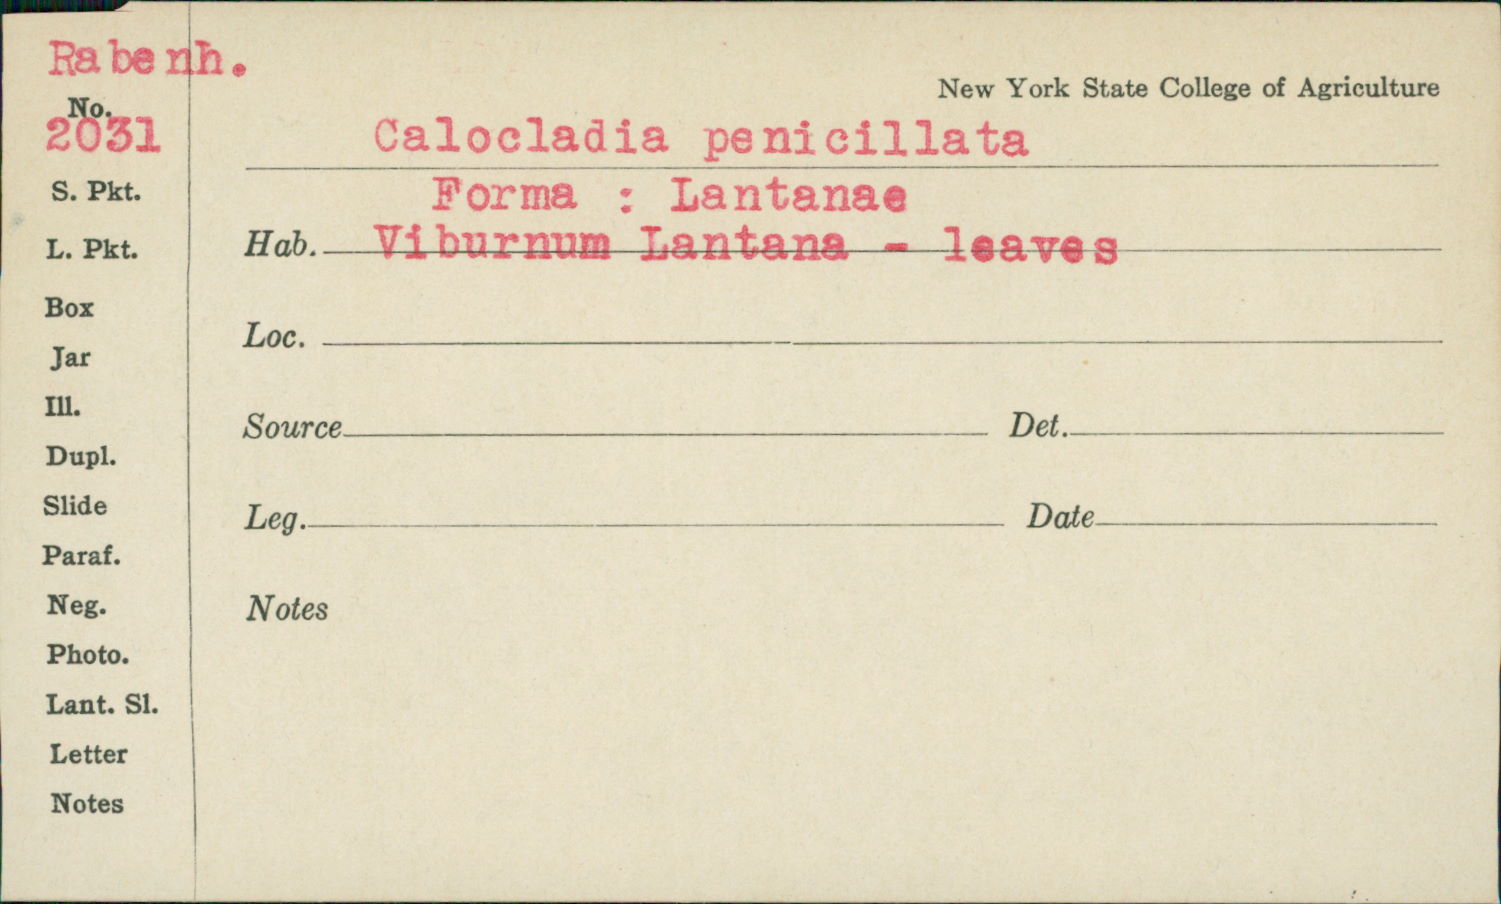 Rabenh.
New York State College of Agriculture
No.
2031
Calocladia penicillata
S. Pkt.
Forma : Lantanae
L. Pkt.
Hab. Viburnum Lantana - leaves
Box
Loc.
Jar
Ill.
Source Det.
Dupl.
Slide
Leg. Date
Paraf.
Neg.
Notes
Photo.
Lant. Sl.
Letter
Notes